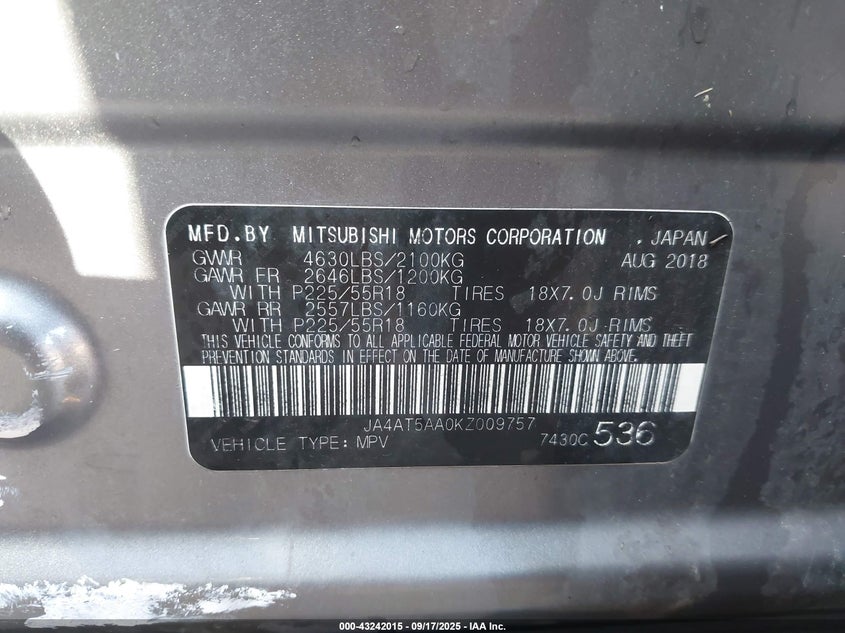 MFD.BY MITSUBISHI MOTORS CORPORATION , JAPAN
GVWR 4630LBS/2100KG AUG 2018
GAWR FR 2646LBS/1200KG
WITH P225/55R18 TIRES 18X7.0J RIMS
GAWR RR 2557LBS/1160KG
WITH P225/55R18 TIRES 18X7.0J RIMS
THIS VEHICLE CONFORMS TO ALL APPLICABLE FEDERAL MOTOR VEHICLE SAFETY AND THEFT
PREVENTION STANDARDS IN EFFECT ON THE DATE OF MANUFACTURE SHOWN ABOVE.
JA4AT5AA0KZ009757
VEHICLE TYPE: MPV 7430C 536
000-43242015 - 09/17/2025 - IAA Inc.